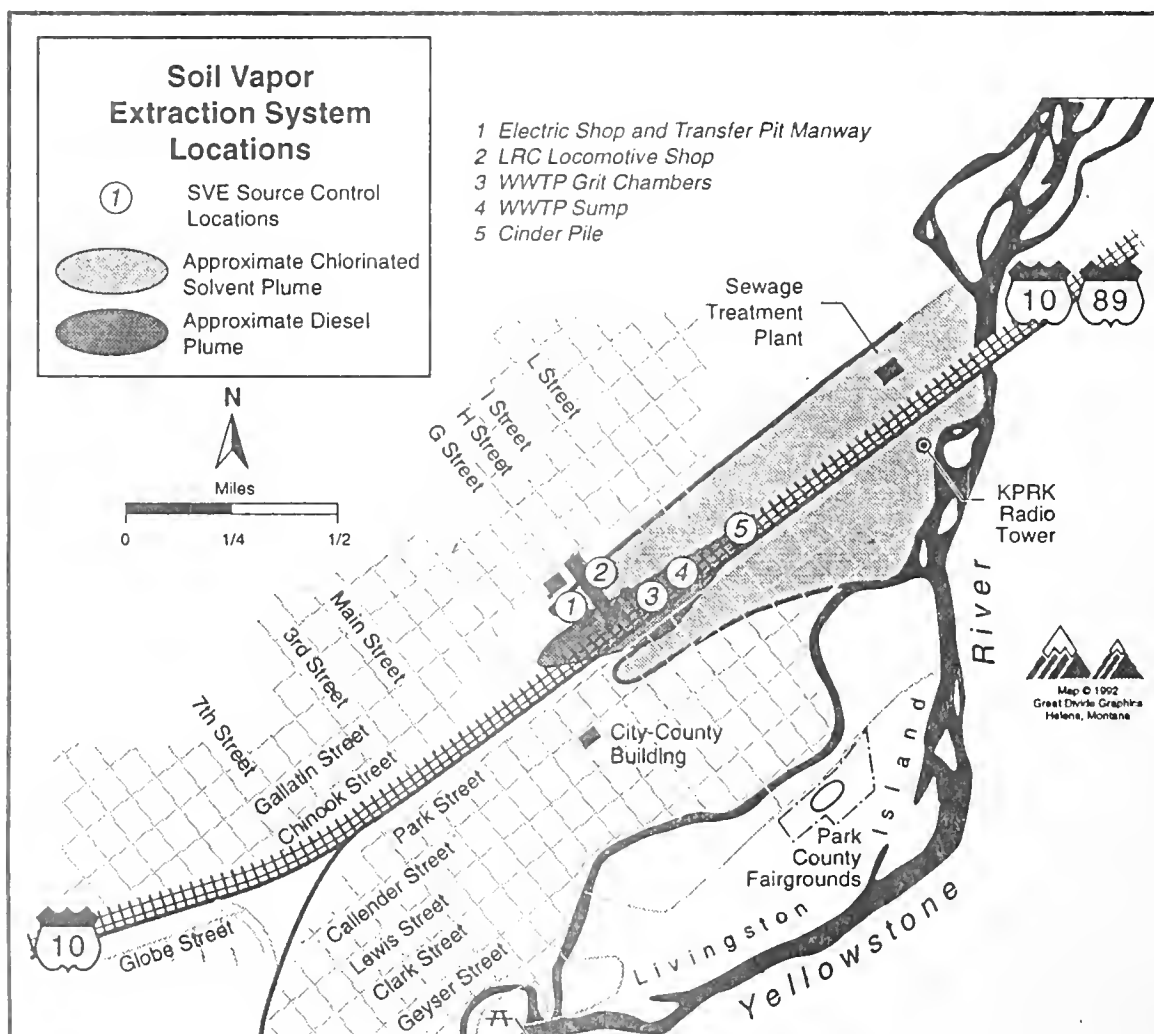 Soil Vapor
Extraction System
Locations
1
SVE Source Control
Locations
Approximate Chlorinated
Solvent Plume
Approximate Diesel
Plume
1 Electric Shop and Transfer Pit Manway
2 LRC Locomotive Shop
3 WWTP Grit Chambers
4 WWTP Sump
5 Cinder Pile
N
Miles
0
1/4
1/2
Sewage
Treatment
Plant
10
89
L Street
I Street
H Street
G Street
KPRK
Radio
Tower
5
4
3
2
1
Main Street
3rd Street
7th Street
Gallatin Street
Chinook Street
Park Street
Callender Street
Lewis Street
Clark Street
Geyser Street
Globe Street
10
City-County
Building
Park
County
Fairgrounds
Livingston Island
Yellowstone River
Map © 1992
Great Divide Graphics
Helena, Montana